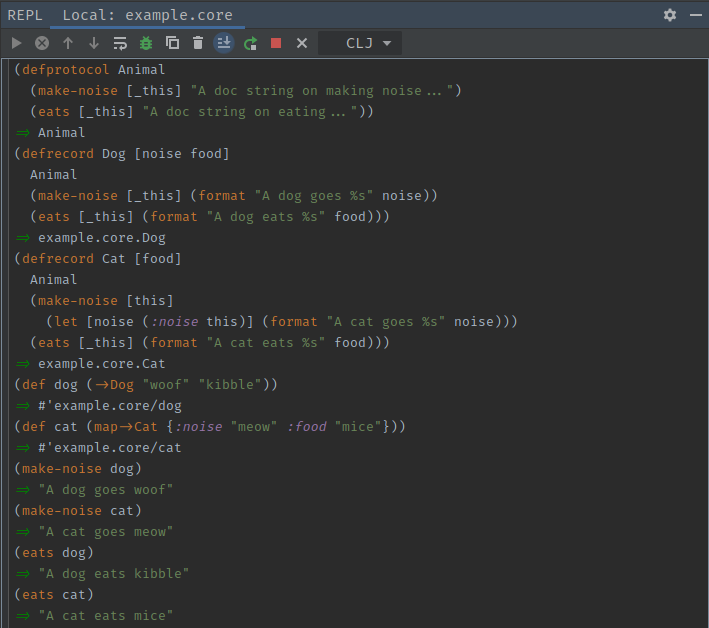 REPL Local: example.core
CLJ
(defprotocol Animal
  (make-noise [_this] "A doc string on making noise...")
  (eats [_this] "A doc string on eating..."))
=> Animal
(defrecord Dog [noise food]
  Animal
  (make-noise [_this] (format "A dog goes %s" noise))
  (eats [_this] (format "A dog eats %s" food)))
=> example.core.Dog
(defrecord Cat [food]
  Animal
  (make-noise [this]
    (let [noise (:noise this)] (format "A cat goes %s" noise)))
  (eats [_this] (format "A cat eats %s" food)))
=> example.core.Cat
(def dog (->Dog "woof" "kibble"))
=> #'example.core/dog
(def cat (map->Cat {:noise "meow" :food "mice"}))
=> #'example.core/cat
(make-noise dog)
=> "A dog goes woof"
(make-noise cat)
=> "A cat goes meow"
(eats dog)
=> "A dog eats kibble"
(eats cat)
=> "A cat eats mice"